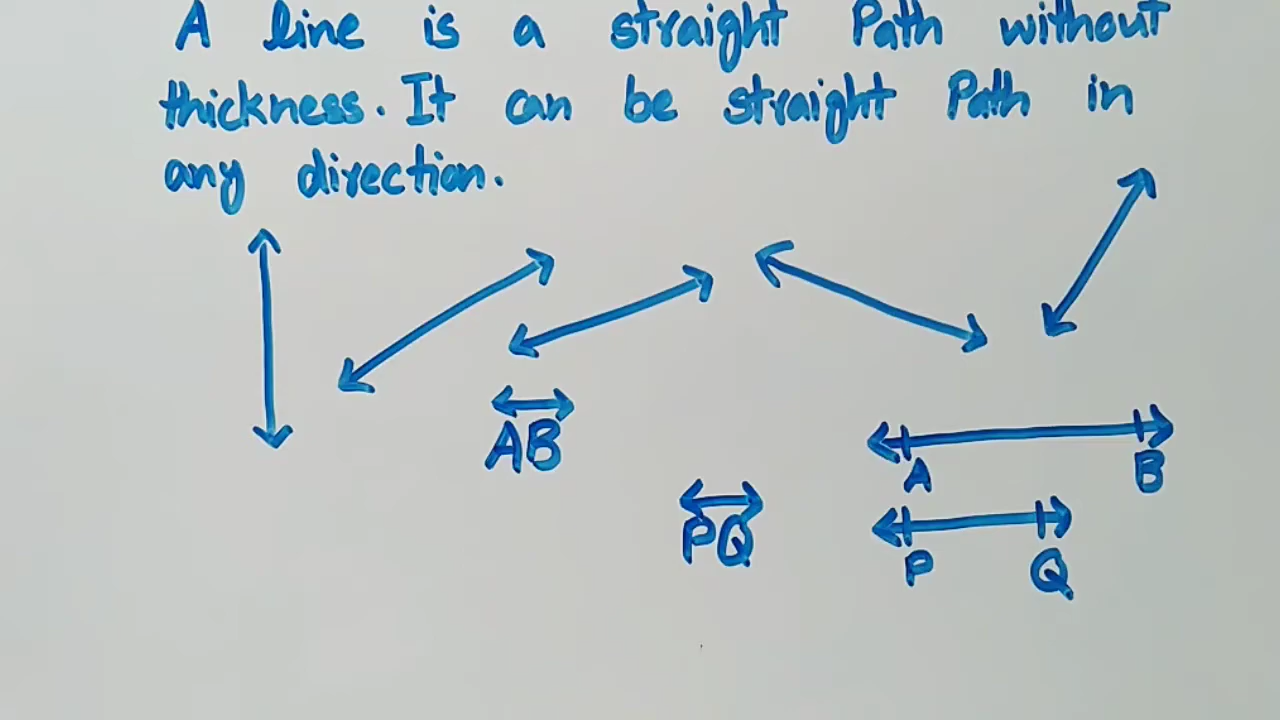 A line is a straight Path without
thickness. It can be straight Path in
any direction.
AB
A B
PQ
P Q